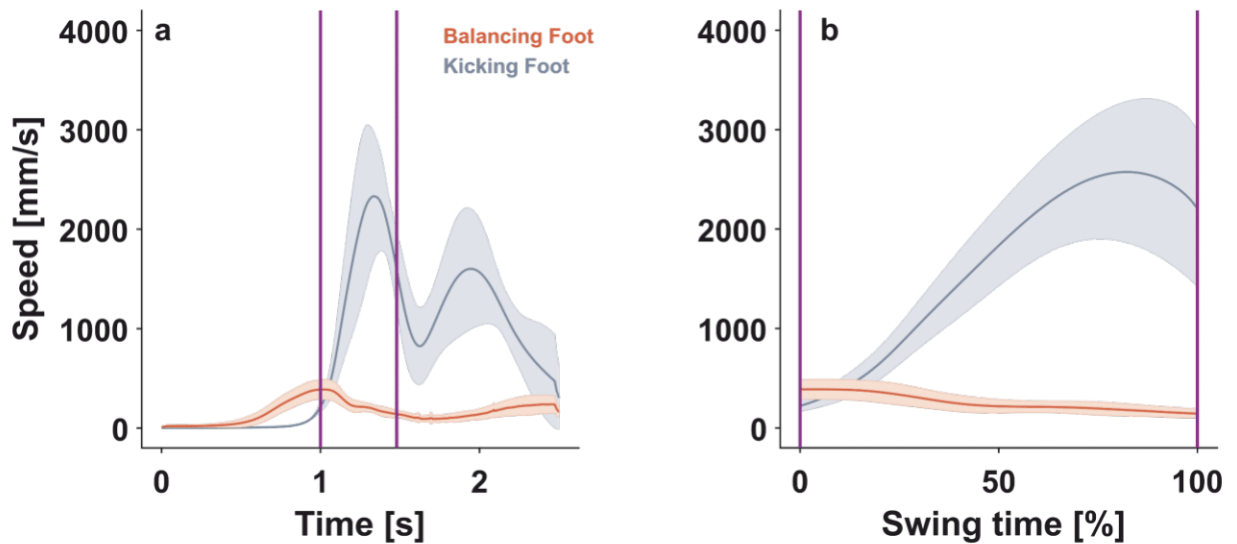 a
Balancing Foot
Kicking Foot
Speed [mm/s]
4000
3000
2000
1000
0
0 1 2
Time [s]
b
4000
3000
2000
1000
0
0 50 100
Swing time [%]